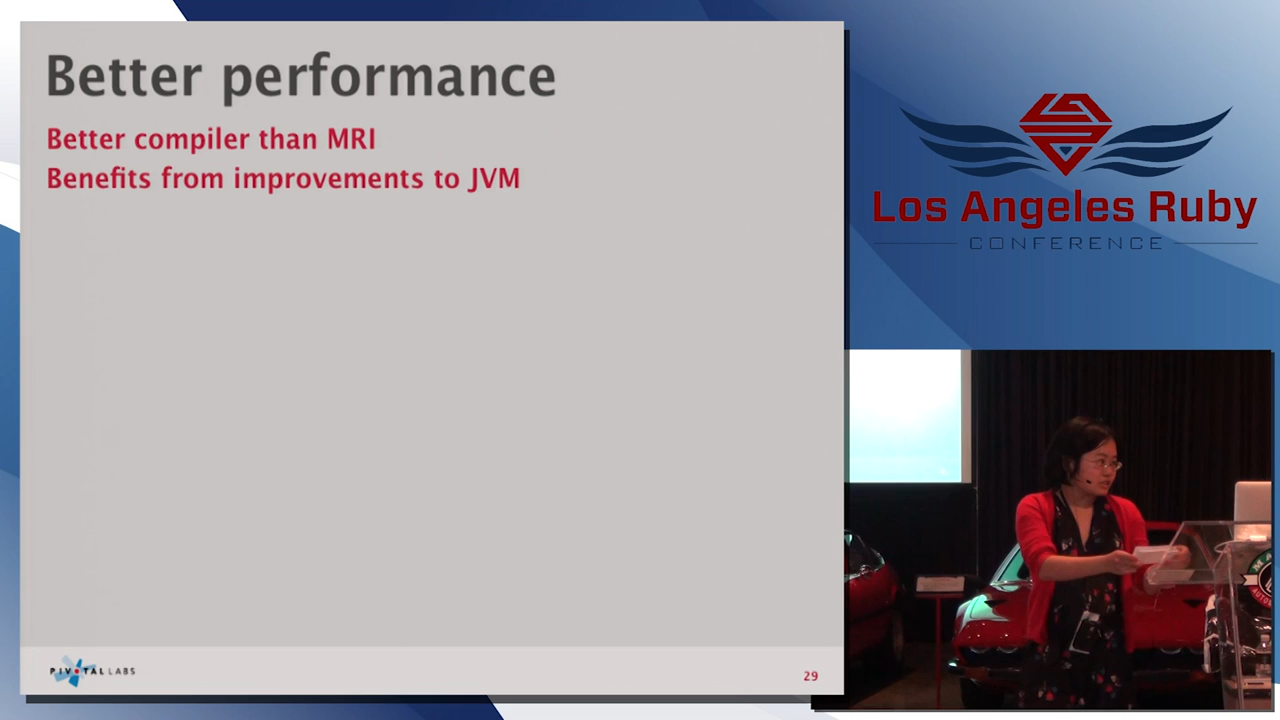 Better performance
Better compiler than MRI
Benefits from improvements to JVM
PIVOTAL LABS
29
Los Angeles Ruby
CONFERENCE